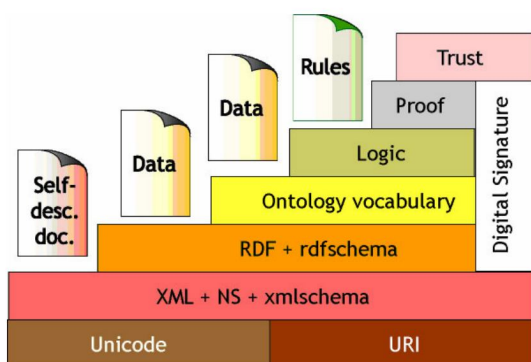 Trust
Rules
Proof
Data
Logic
Data
Self-
desc.
doc.
Ontology vocabulary
Digital Signature
RDF + rdfschema
XML + NS + xmlschema
Unicode
URI